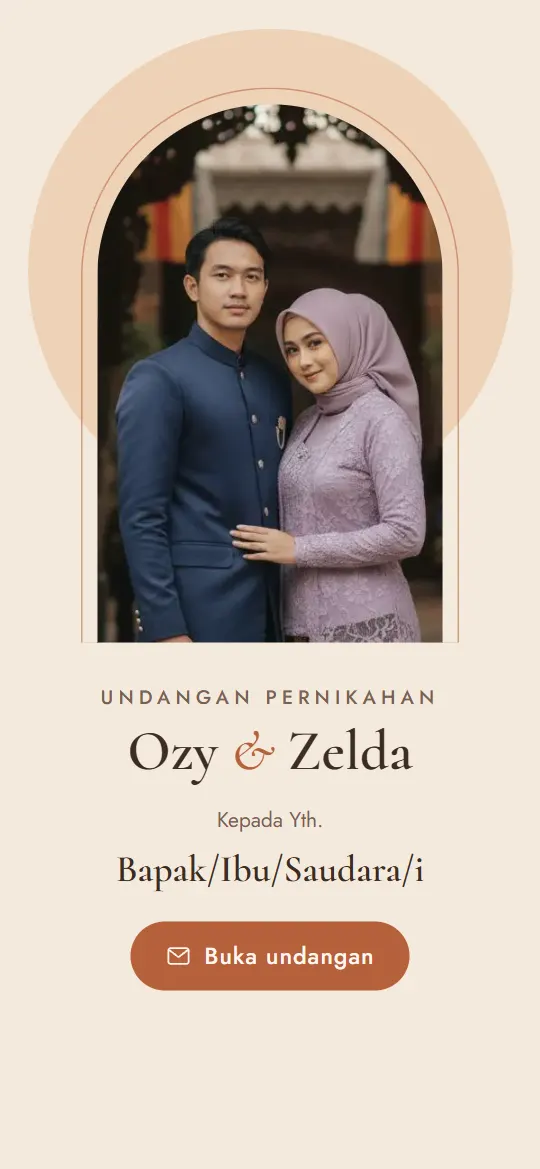 UNDANGAN PERNIKAHAN
Ozy & Zelda
Kepada Yth.
Bapak/Ibu/Saudara/i
Buka undangan